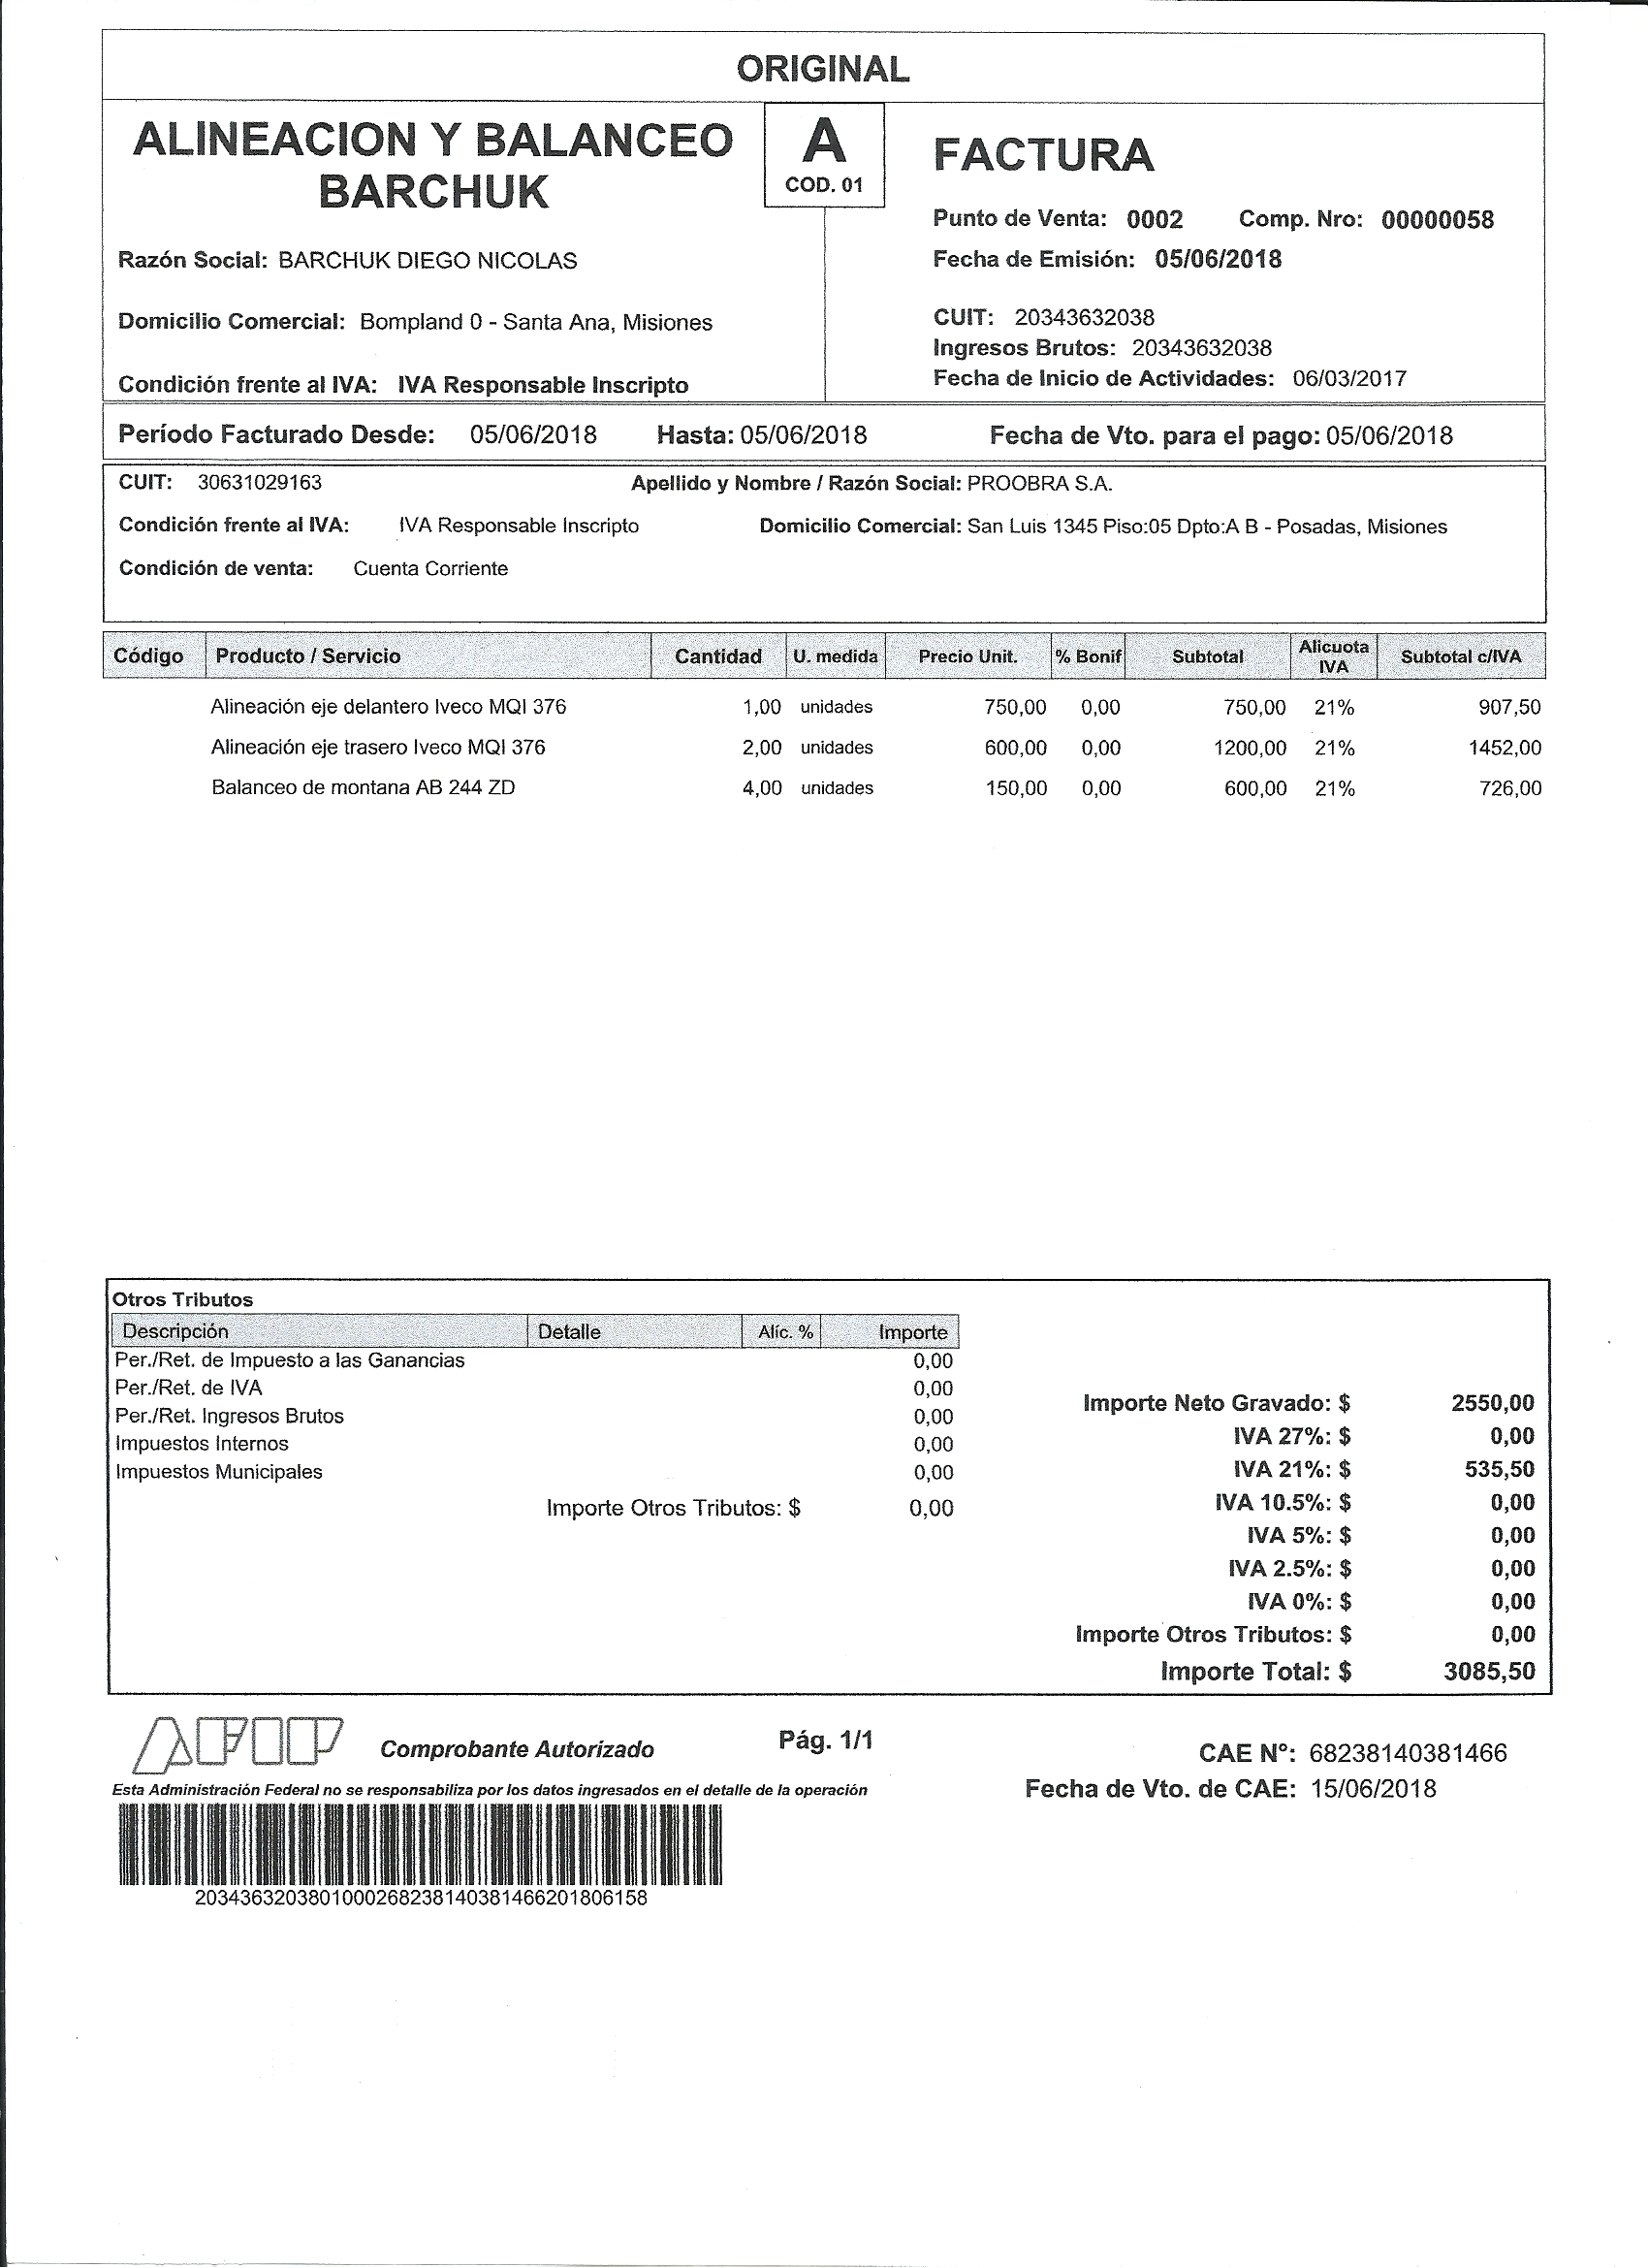 ORIGINAL
ALINEACION Y BALANCEO
BARCHUK
A
COD. 01
FACTURA
Punto de Venta: 0002 Comp. Nro: 00000058
Razón Social: BARCHUK DIEGO NICOLAS
Fecha de Emisión: 05/06/2018
Domicilio Comercial: Bompland 0 - Santa Ana, Misiones
CUIT: 20343632038
Ingresos Brutos: 20343632038
Condición frente al IVA: IVA Responsable Inscripto
Fecha de Inicio de Actividades: 06/03/2017
Período Facturado Desde: 05/06/2018 Hasta: 05/06/2018 Fecha de Vto. para el pago: 05/06/2018
CUIT: 30631029163 Apellido y Nombre / Razón Social: PROOBRA S.A.
Condición frente al IVA: IVA Responsable Inscripto Domicilio Comercial: San Luis 1345 Piso:05 Dpto:A B - Posadas, Misiones
Condición de venta: Cuenta Corriente
Código Producto / Servicio Cantidad U. medida Precio Unit. % Bonif Subtotal Alicuota IVA Subtotal c/IVA
Alineación eje delantero Iveco MQI 376 1,00 unidades 750,00 0,00 750,00 21% 907,50
Alineación eje trasero Iveco MQI 376 2,00 unidades 600,00 0,00 1200,00 21% 1452,00
Balanceo de montana AB 244 ZD 4,00 unidades 150,00 0,00 600,00 21% 726,00
Otros Tributos
Descripción Detalle Alíc. % Importe
Per./Ret. de Impuesto a las Ganancias 0,00
Per./Ret. de IVA 0,00
Per./Ret. Ingresos Brutos 0,00
Impuestos Internos 0,00
Impuestos Municipales 0,00
Importe Otros Tributos: $ 0,00
Importe Neto Gravado: $ 2550,00
IVA 27%: $ 0,00
IVA 21%: $ 535,50
IVA 10.5%: $ 0,00
IVA 5%: $ 0,00
IVA 2.5%: $ 0,00
IVA 0%: $ 0,00
Importe Otros Tributos: $ 0,00
Importe Total: $ 3085,50
AFIP Comprobante Autorizado Pág. 1/1
CAE N°: 68238140381466
Esta Administración Federal no se responsabiliza por los datos ingresados en el detalle de la operación
Fecha de Vto. de CAE: 15/06/2018
2034363203801000268238140381466201806158